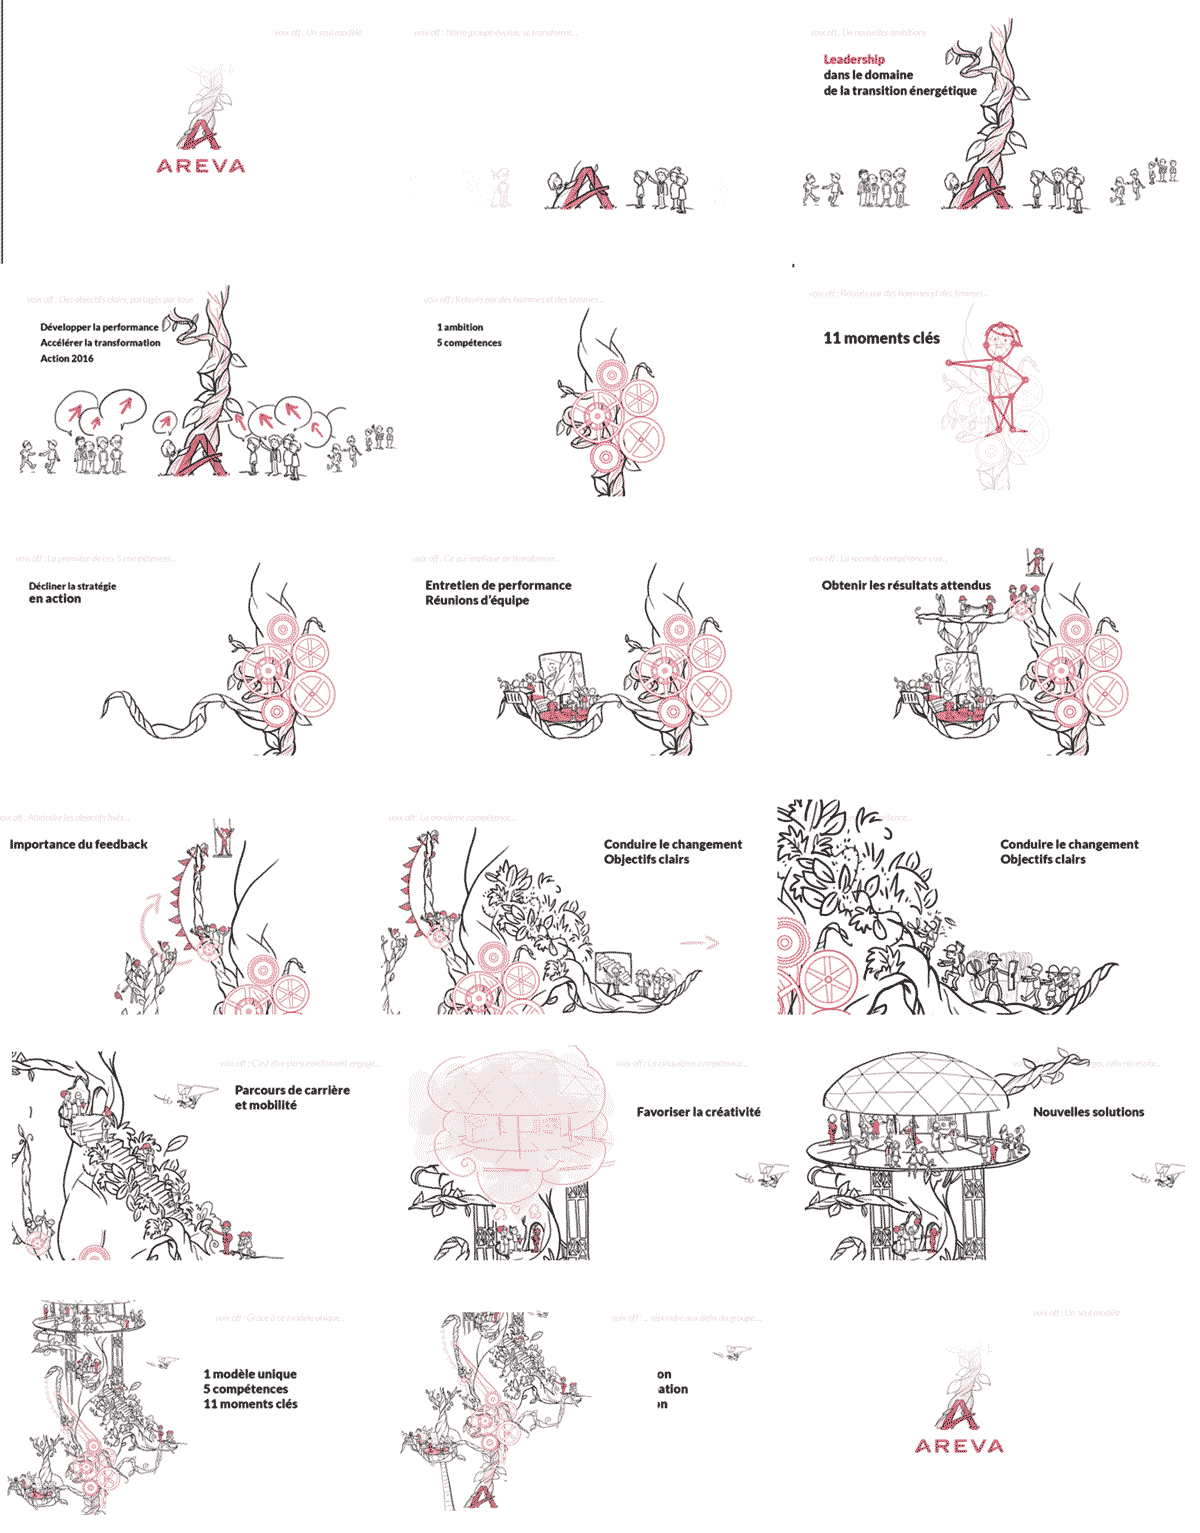 voix off : Un seul modèle
AREVA
voix off : Notre groupe évolue, se transforme...
voix off : De nouvelles ambitions
Leadership
dans le domaine
de la transition énergétique
voix off : Des objectifs clairs, partagés par tous
Développer la performance
Accélérer la transformation
Action 2016
voix off : Relayés par des hommes et des femmes...
1 ambition
5 compétences
voix off : Relayés par des hommes et des femmes...
11 moments clés
voix off : La première de ces 5 compétences...
Décliner la stratégie
en action
voix off : Ce qui implique de transformer...
Entretien de performance
Réunions d'équipe
voix off : La seconde compétence vise...
Obtenir les résultats attendus
voix off : Atteindre les objectifs fixés...
Importance du feedback
voix off : La troisième compétence...
Conduire le changement
Objectifs clairs
compétence...
Conduire le changement
Objectifs clairs
voix off : C'est être personnellement engagé...
Parcours de carrière
et mobilité
voix off : La cinquième compétence...
Favoriser la créativité
cela nécessite...
Nouvelles solutions
voix off : Grâce à ce modèle unique...
1 modèle unique
5 compétences
11 moments clés
voix off : ... répondre aux défis du groupe...
on
ation
n
voix off : Un seul modèle
AREVA